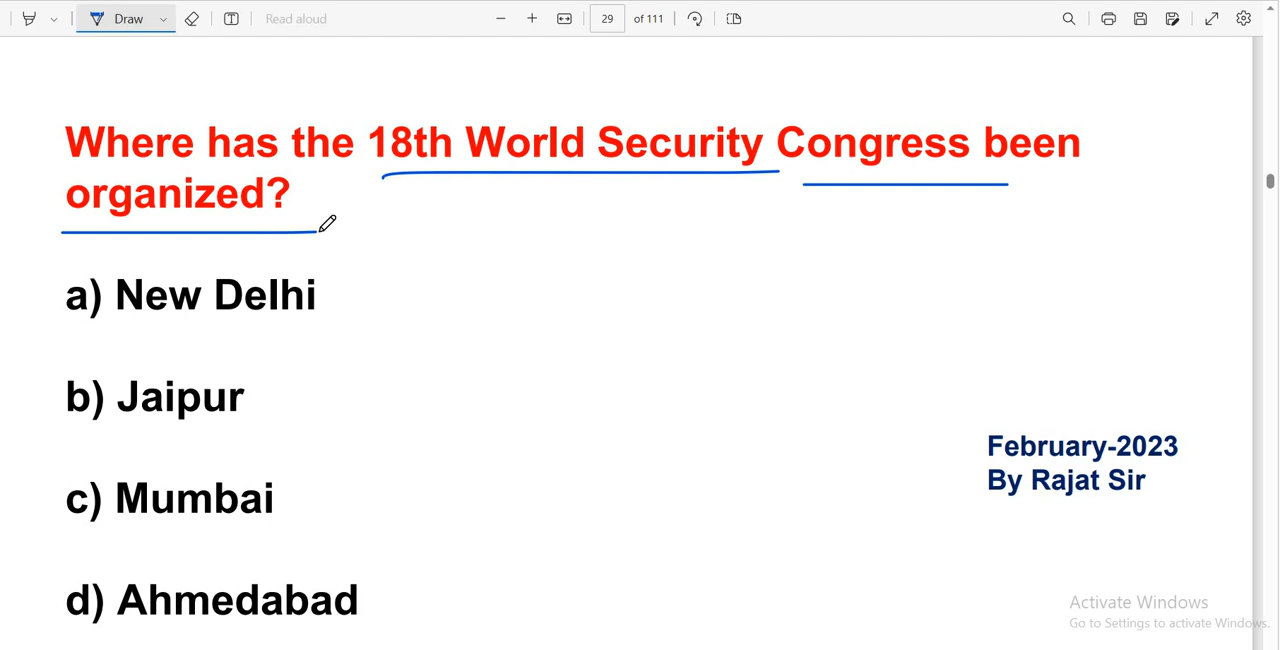 Draw
Read aloud
29 of 111
Where has the 18th World Security Congress been
organized?
a) New Delhi
b) Jaipur
c) Mumbai
d) Ahmedabad
February-2023
By Rajat Sir
Activate Windows
Go to Settings to activate Windows.